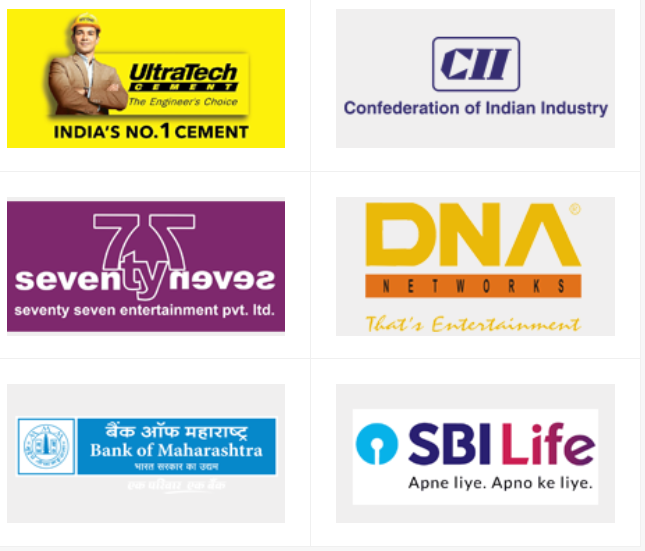 UltraTech
CEMENT
The Engineer's Choice
INDIA'S NO.1 CEMENT
CII
Confederation of Indian Industry
77
seventy neves
seventy seven entertainment pvt. ltd.
DNA®
NETWORKS
That's Entertainment
बैंक ऑफ महाराष्ट्र
Bank of Maharashtra
भारत सरकार का उद्यम
एक परिवार एक बैंक
SBI Life
Apne liye. Apno ke liye.